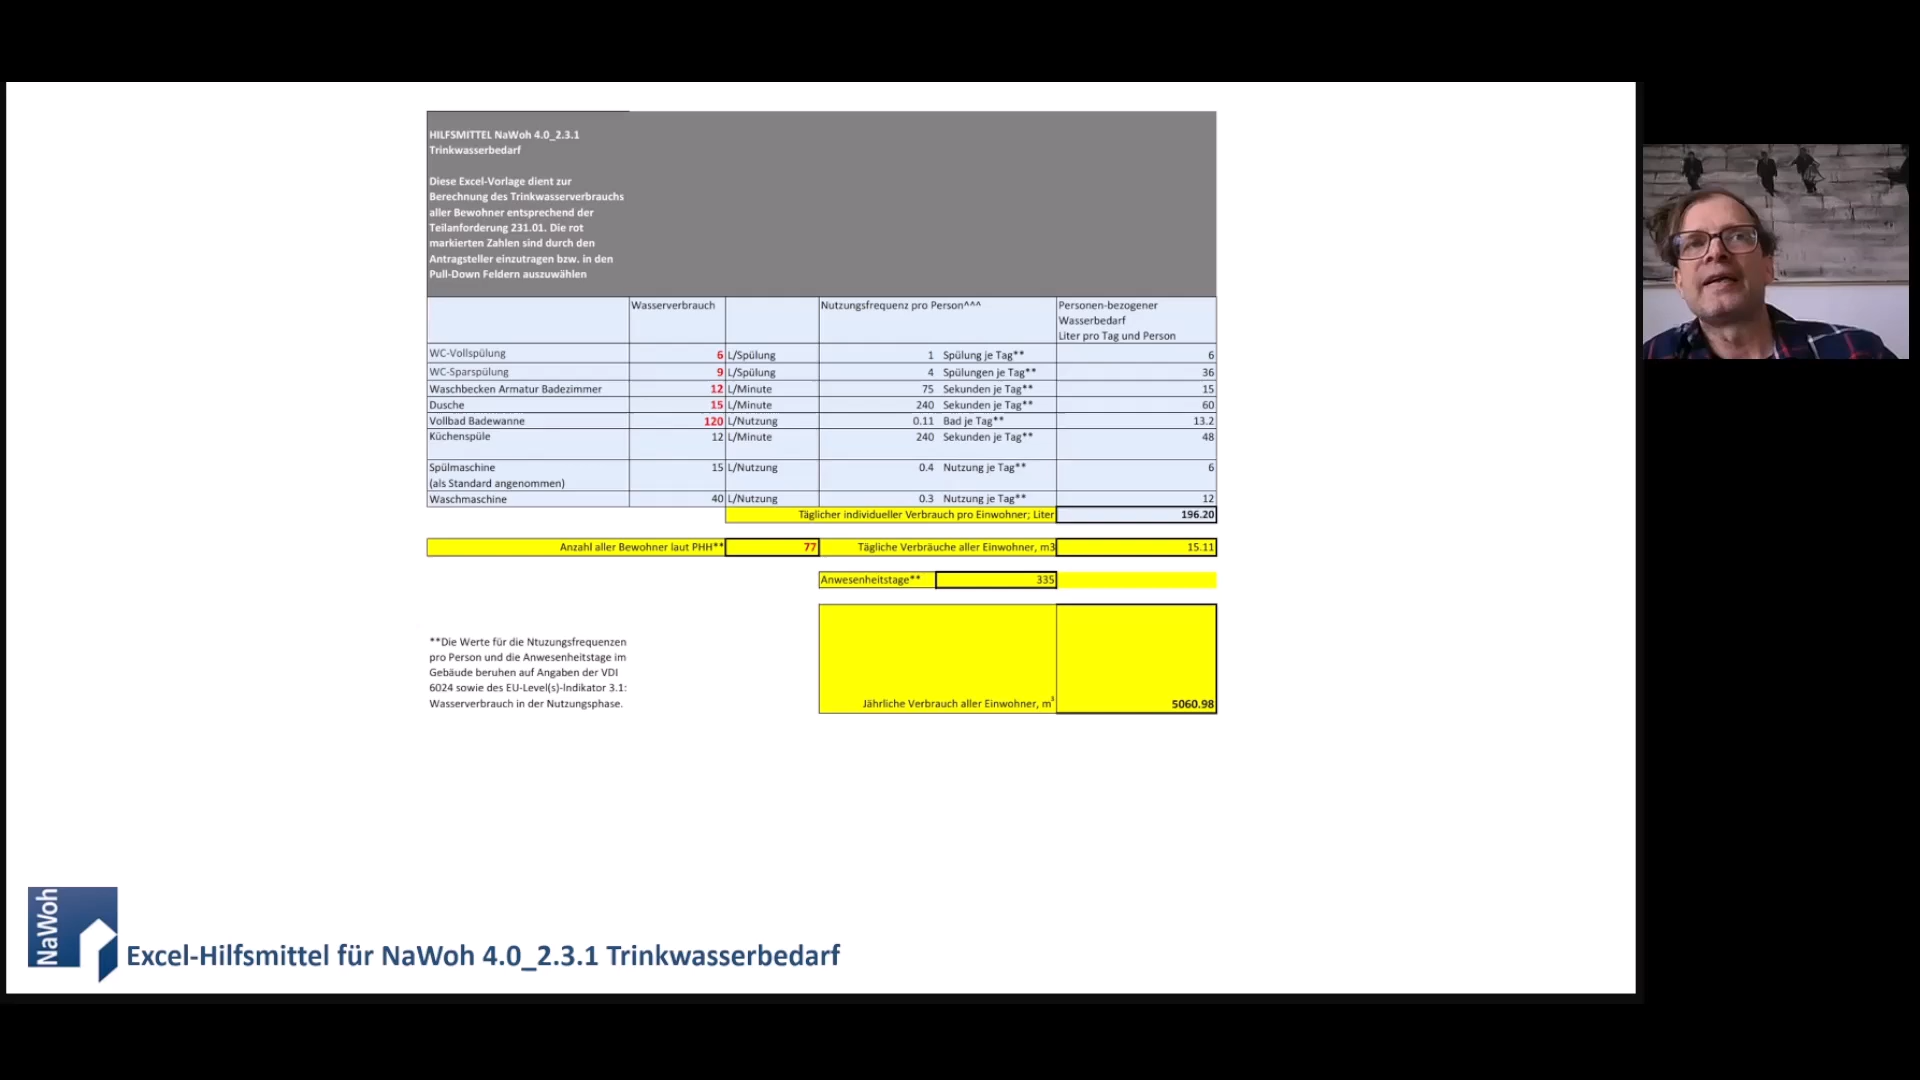 HILFSMITTEL NaWoh 4.0_2.3.1
Trinkwasserbedarf
Diese Excel-Vorlage dient zur
Berechnung des Trinkwasserverbrauchs
aller Bewohner entsprechend der
Teilanforderung 231.01. Die rot
markierten Zahlen sind durch den
Antragsteller einzutragen bzw. in den
Pull-Down Feldern auszuwählen
Wasserverbrauch Nutzungsfrequenz pro Person^^^ Personen-bezogener
Wasserbedarf
Liter pro Tag und Person
WC-Vollspülung 6 L/Spülung 1 Spülung je Tag** 6
WC-Sparspülung 9 L/Spülung 4 Spülungen je Tag** 36
Waschbecken Armatur Badezimmer 12 L/Minute 75 Sekunden je Tag** 15
Dusche 15 L/Minute 240 Sekunden je Tag** 60
Vollbad Badewanne 120 L/Nutzung 0.11 Bad je Tag** 13.2
Küchenspüle 12 L/Minute 240 Sekunden je Tag** 48
Spülmaschine 15 L/Nutzung 0.4 Nutzung je Tag** 6
(als Standard angenommen)
Waschmaschine 40 L/Nutzung 0.3 Nutzung je Tag** 12
Täglicher individueller Verbrauch pro Einwohner; Liter 196.20
Anzahl aller Bewohner laut PHH** 77 Tägliche Verbräuche aller Einwohner, m3 15.11
Anwesenheitstage** 335
**Die Werte für die Ntuzungsfrequenzen
pro Person und die Anwesenheitstage im
Gebäude beruhen auf Angaben der VDI
6024 sowie des EU-Level(s)-Indikator 3.1:
Wasserverbrauch in der Nutzungsphase.
Jährliche Verbrauch aller Einwohner, m³ 5060.98
NaWoh
Excel-Hilfsmittel für NaWoh 4.0_2.3.1 Trinkwasserbedarf